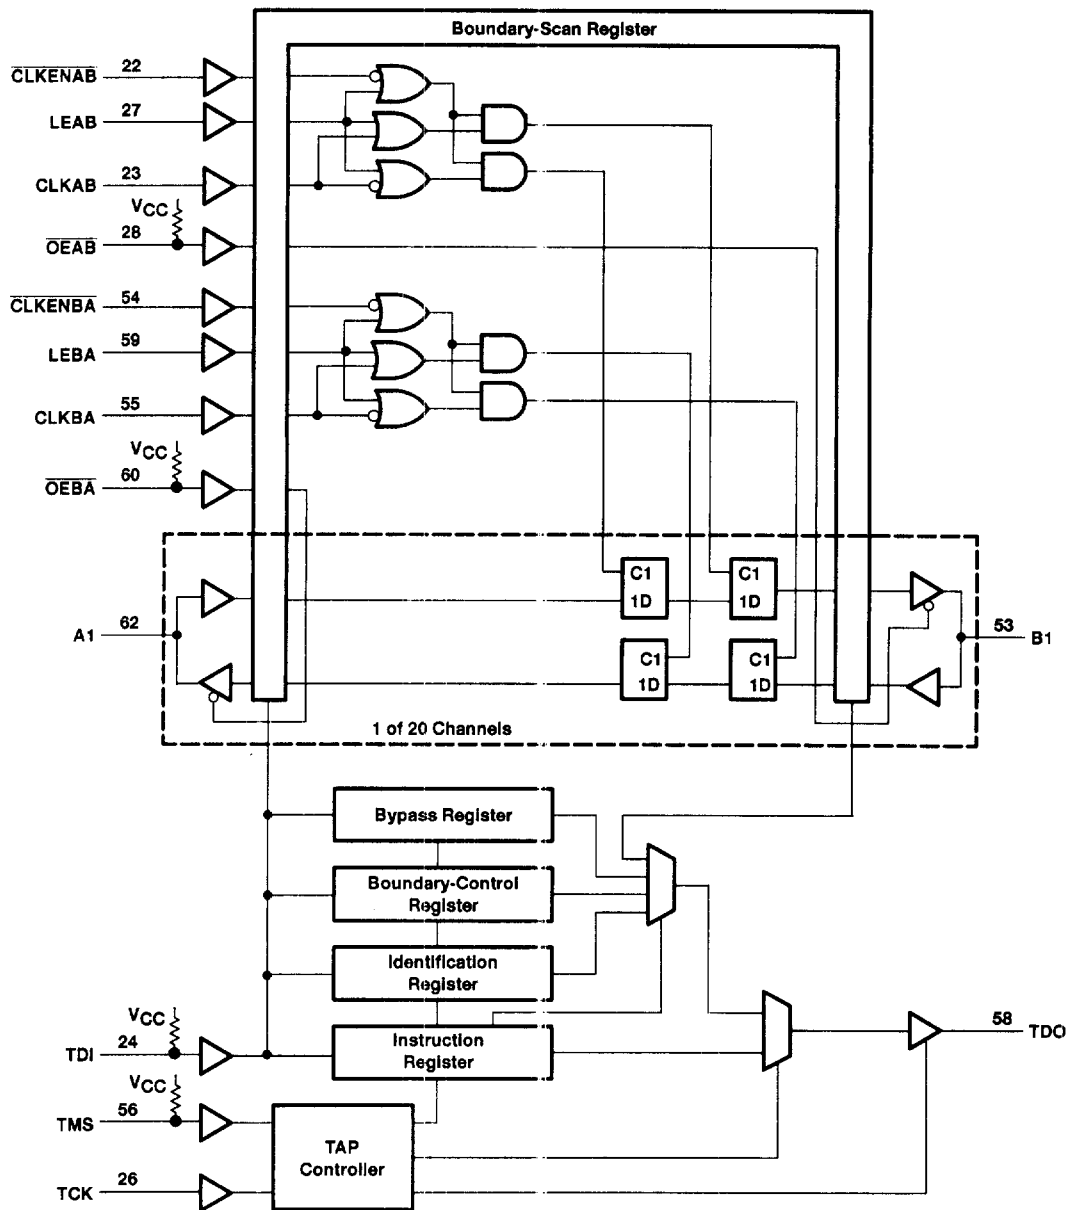 Boundary-Scan Register
CLKENAB 22
LEAB 27
CLKAB 23
VCC
OEAB 28
CLKENBA 54
LEBA 59
CLKBA 55
VCC
OEBA 60
C1
1D
C1
1D
A1 62
53 B1
C1
1D
C1
1D
1 of 20 Channels
Bypass Register
Boundary-Control
Register
Identification
Register
VCC
TDI 24
Instruction
Register
58 TDO
VCC
TMS 56
TAP
Controller
TCK 26